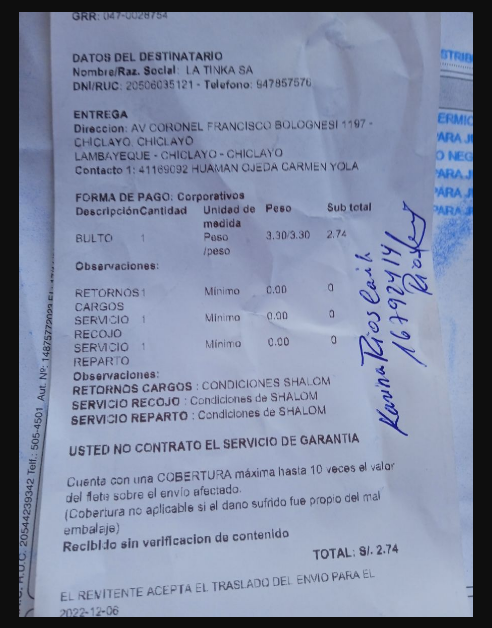 GRR: 047-0028754
DATOS DEL DESTINATARIO
Nombre/Raz. Social: LA TINKA SA
DNI/RUC: 20506035121 - Telefono: 947857576
ENTREGA
Direccion: AV CORONEL FRANCISCO BOLOGNESI 1197 -
CHICLAYO, CHICLAYO
LAMBAYEQUE - CHICLAYO - CHICLAYO
Contacto 1: 41169092 HUAMAN OJEDA CARMEN YOLA
FORMA DE PAGO: Corporativos
Descripción Cantidad Unidad de medida Peso Sub total
BULTO 1 Peso /peso 3.30/3.30 2.74
Observaciones:
RETORNOS CARGOS 1 Mínimo 0.00 0
SERVICIO RECOJO 1 Mínimo 0.00 0
SERVICIO REPARTO 1 Mínimo 0.00 0
Observaciones:
RETORNOS CARGOS : CONDICIONES SHALOM
SERVICIO RECOJO : Condiciones de SHALOM
SERVICIO REPARTO : Condiciones de SHALOM
USTED NO CONTRATO EL SERVICIO DE GARANTIA
Cuenta con una COBERTURA máxima hasta 10 veces el valor
del flete sobre el envio afectado.
(Cobertura no aplicable si el dano sufrido fue propio del mal
embalaje)
Recibido sin verificacion de contenido
TOTAL: S/. 2.74
EL REMITENTE ACEPTA EL TRASLADO DEL ENVIO PARA EL
2022-12-06
Karina Rios
16792414
R.U.C. 20544239342 Telf.: 505-4501 Aut. Nº:
STRIB
ERMIC
PARA
O NEG
PARA
PARA
PARA